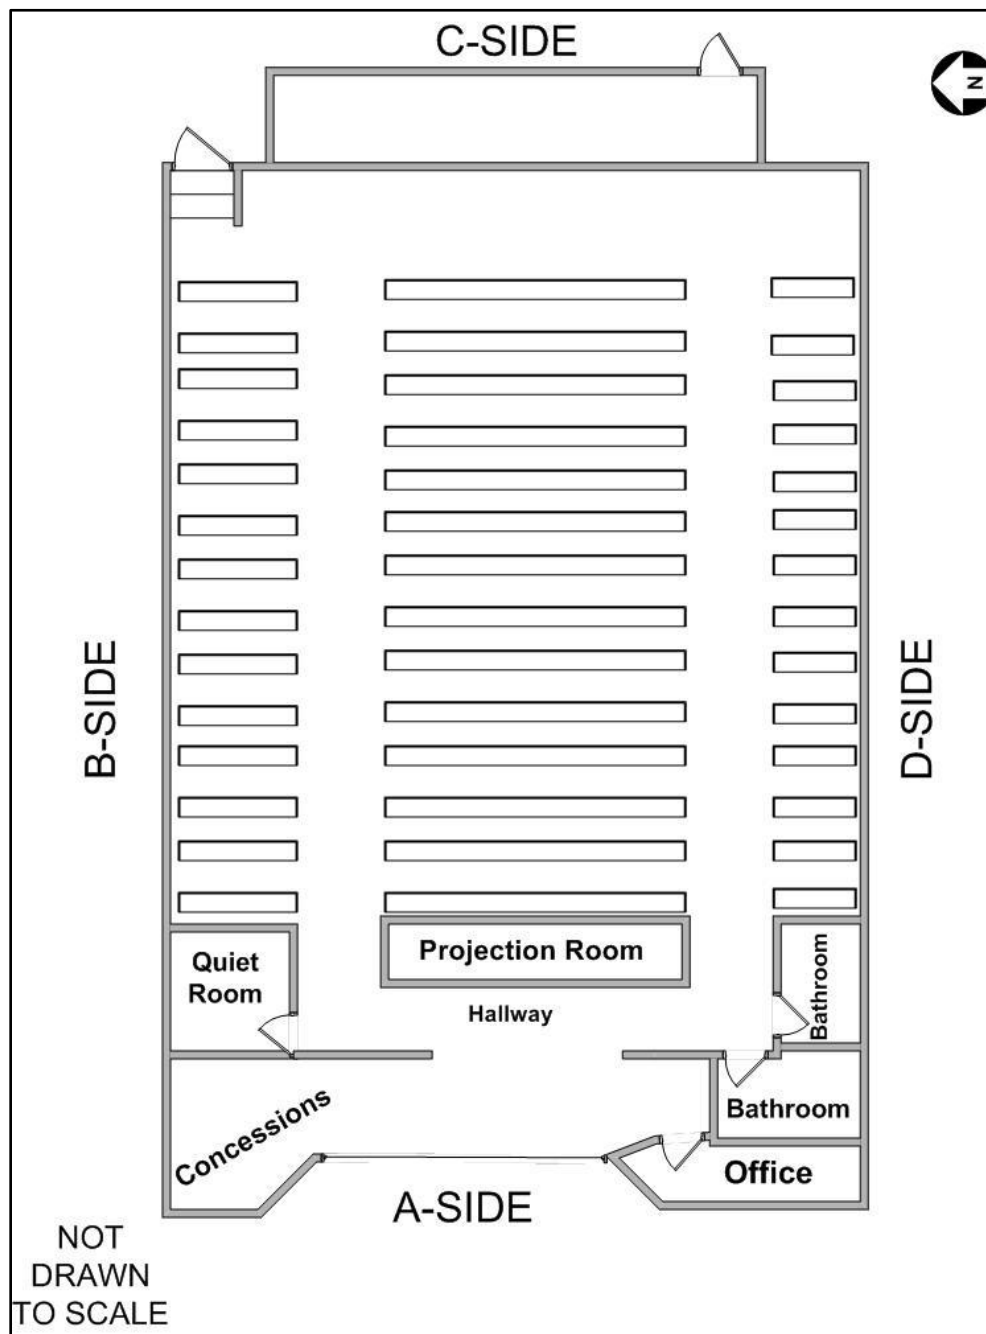 C-SIDE
N
B-SIDE
D-SIDE
Quiet
Room
Projection Room
Hallway
Bathroom
Bathroom
Concessions
Office
A-SIDE
NOT
DRAWN
TO SCALE